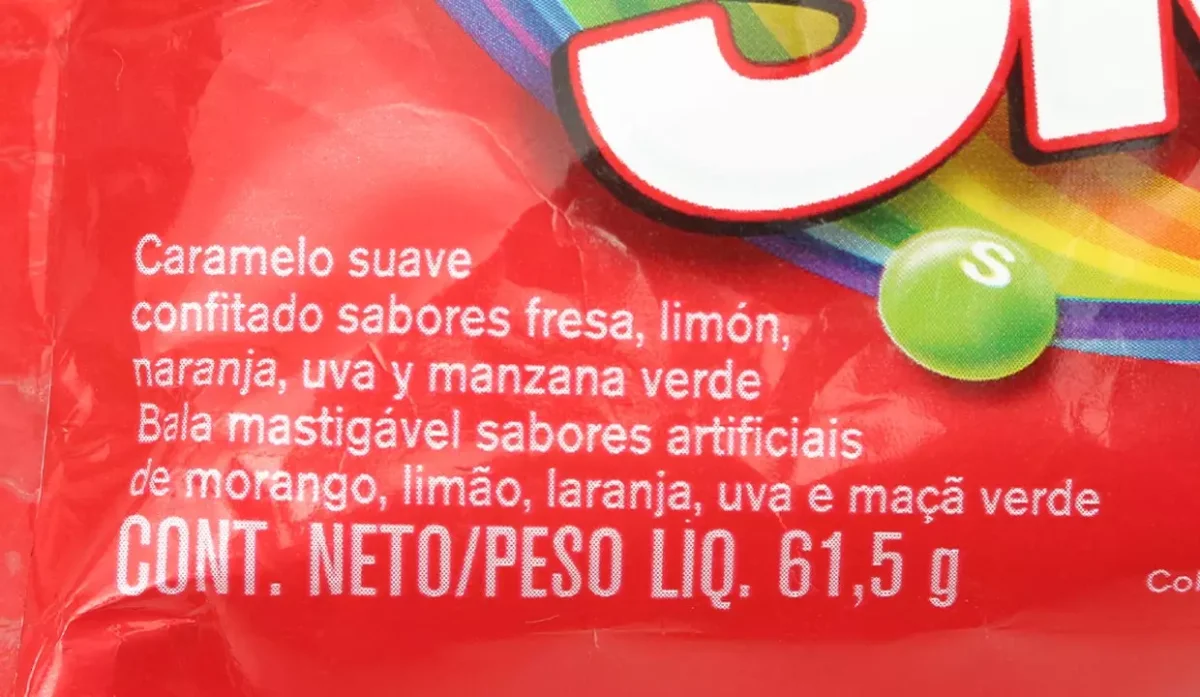 SK
S
Caramelo suave
confitado sabores fresa, limón,
naranja, uva y manzana verde
Bala mastigável sabores artificiais
de morango, limão, laranja, uva e maçã verde
CONT. NETO/PESO LIQ. 61,5 g